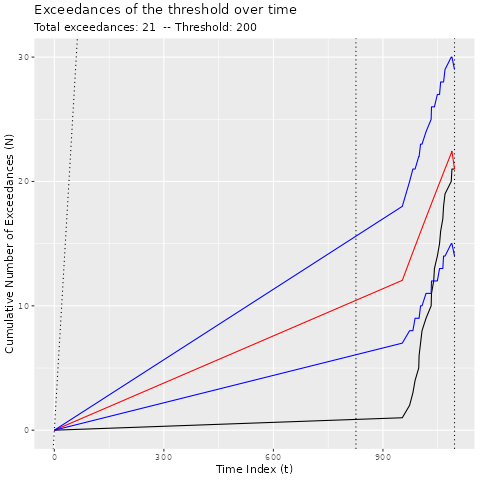 Exceedances of the threshold over time
Total exceedances: 21 -- Threshold: 200
Cumulative Number of Exceedances (N)
30
20
10
0
0 300 600 900
Time Index (t)